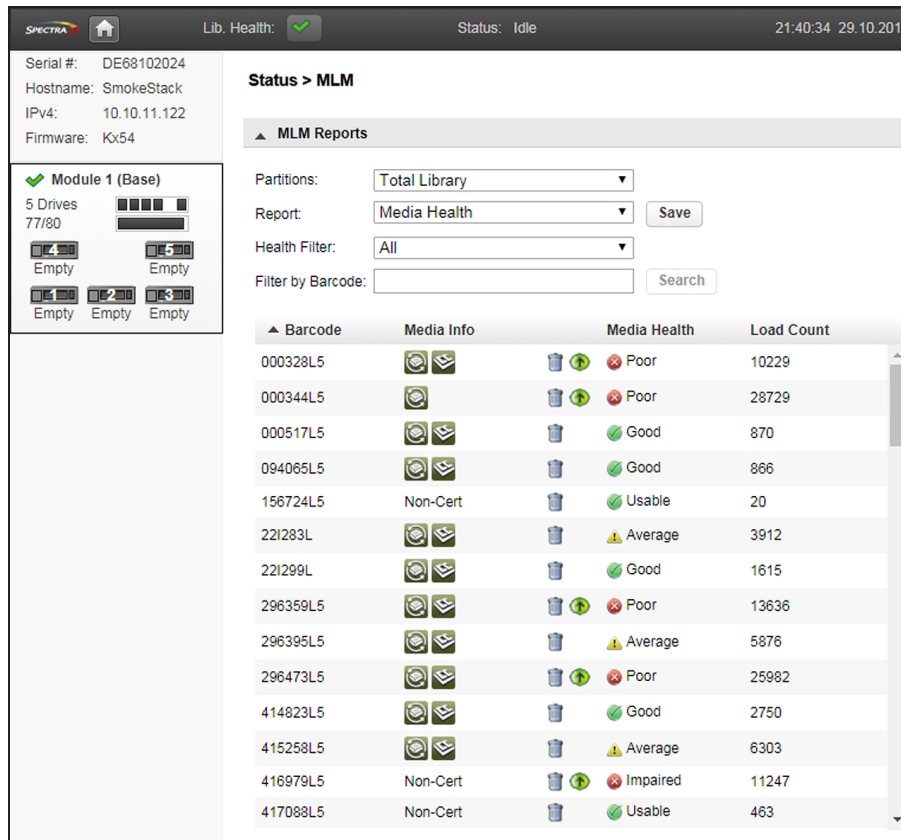 SPECTRA Lib. Health: Status: Idle 21:40:34 29.10.201
Serial #: DE68102024
Hostname: SmokeStack
IPv4: 10.10.11.122
Firmware: Kx54
Module 1 (Base)
5 Drives
77/80
4 5
Empty Empty
1 2 3
Empty Empty Empty
Status > MLM
MLM Reports
Partitions: Total Library
Report: Media Health Save
Health Filter: All
Filter by Barcode: Search
Barcode Media Info Media Health Load Count
000328L5 Poor 10229
000344L5 Poor 28729
000517L5 Good 870
094065L5 Good 866
156724L5 Non-Cert Usable 20
22I283L Average 3912
22I299L Good 1615
296359L5 Poor 13636
296395L5 Average 5876
296473L5 Poor 25982
414823L5 Good 2750
415258L5 Average 6303
416979L5 Non-Cert Impaired 11247
417088L5 Non-Cert Usable 463